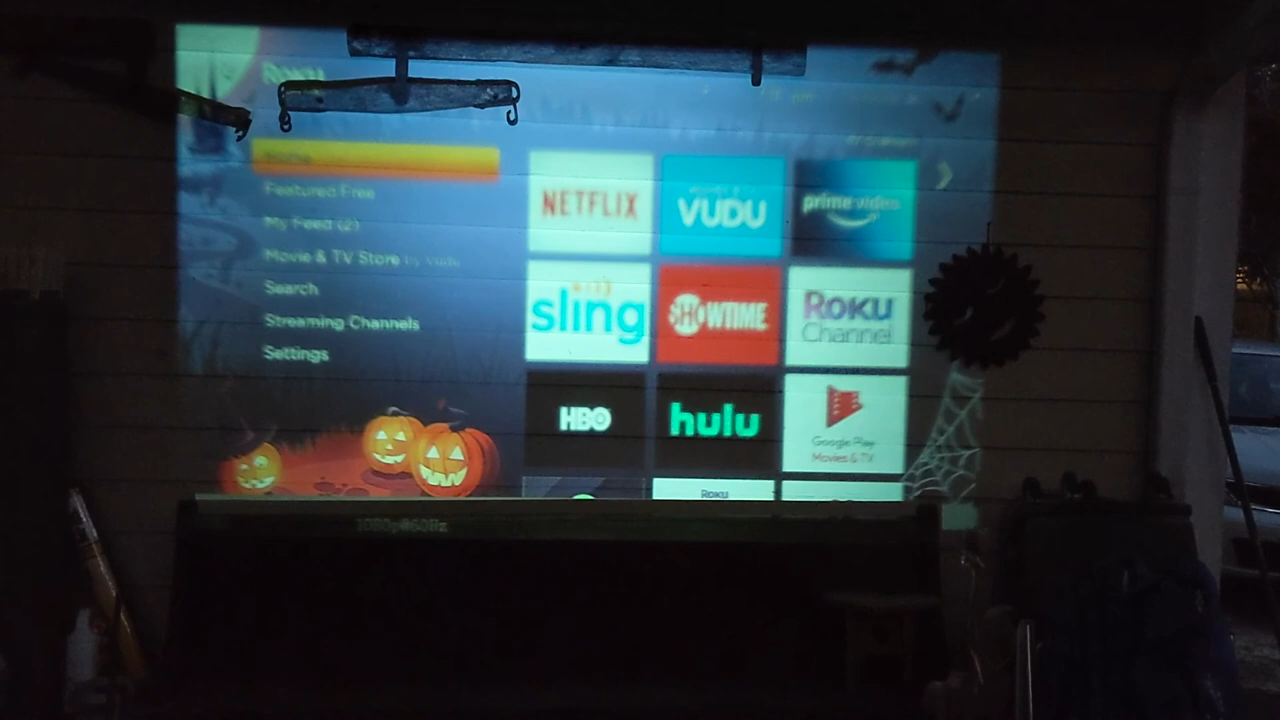 Roku
Home
Featured Free
My Feed (2)
Movie & TV Store by Vudu
Search
Streaming Channels
Settings
NETFLIX
VUDU
prime video
sling
SHOWTIME
Roku
Channel
HBO
hulu
Google Play
Movies & TV
Roku
1080p@60Hz